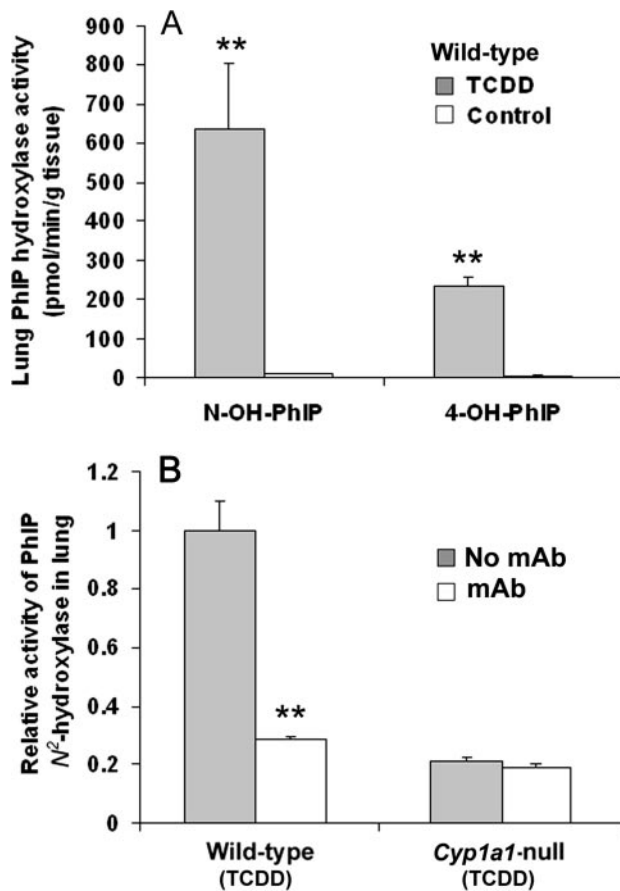 A
Lung PhIP hydroxylase activity
(pmol/min/g tissue)
900
800
700
600
500
400
300
200
100
0
**
**
Wild-type
TCDD
Control
N-OH-PhIP
4-OH-PhIP
B
Relative activity of PhIP
N²-hydroxylase in lung
1.2
1
0.8
0.6
0.4
0.2
0
**
No mAb
mAb
Wild-type
(TCDD)
Cyp1a1-null
(TCDD)